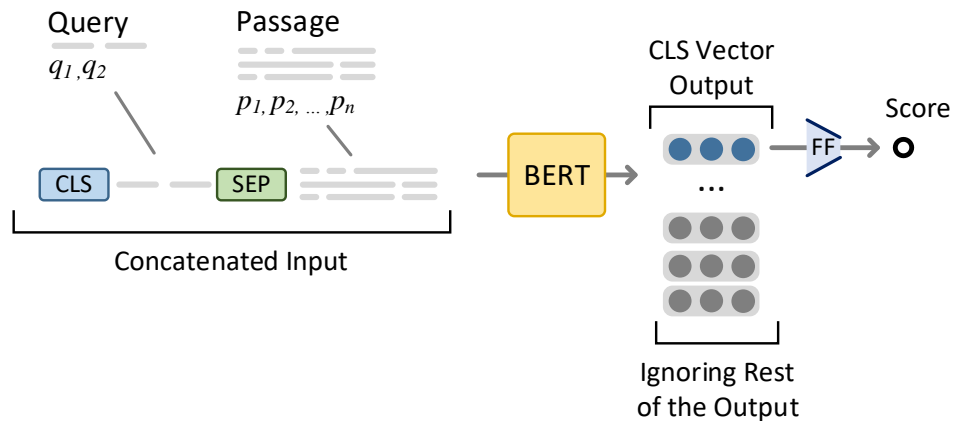 Query
q1,q2
Passage
p1, p2, ... , pn
CLS
SEP
Concatenated Input
BERT
CLS Vector
Output
...
Ignoring Rest
of the Output
FF
Score